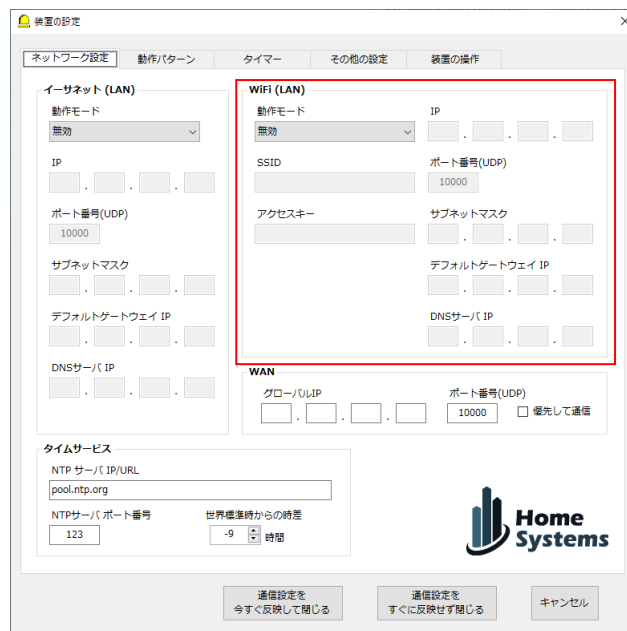 装置の設定
ネットワーク設定
動作パターン
タイマー
その他の設定
装置の操作
イーサネット (LAN)
動作モード
無効
IP
. . .
ポート番号(UDP)
10000
サブネットマスク
. . .
デフォルトゲートウェイ IP
. . .
DNSサーバ IP
. . .
WiFi (LAN)
動作モード
無効
SSID
アクセスキー
IP
. . .
ポート番号(UDP)
10000
サブネットマスク
. . .
デフォルトゲートウェイ IP
. . .
DNSサーバ IP
. . .
WAN
グローバルIP
. . .
ポート番号(UDP)
10000
優先して通信
タイムサービス
NTP サーバ IP/URL
pool.ntp.org
NTPサーバ ポート番号
123
世界標準時からの時差
-9
時間
Home
Systems
通信設定を
今すぐ反映して閉じる
通信設定を
すぐに反映せず閉じる
キャンセル